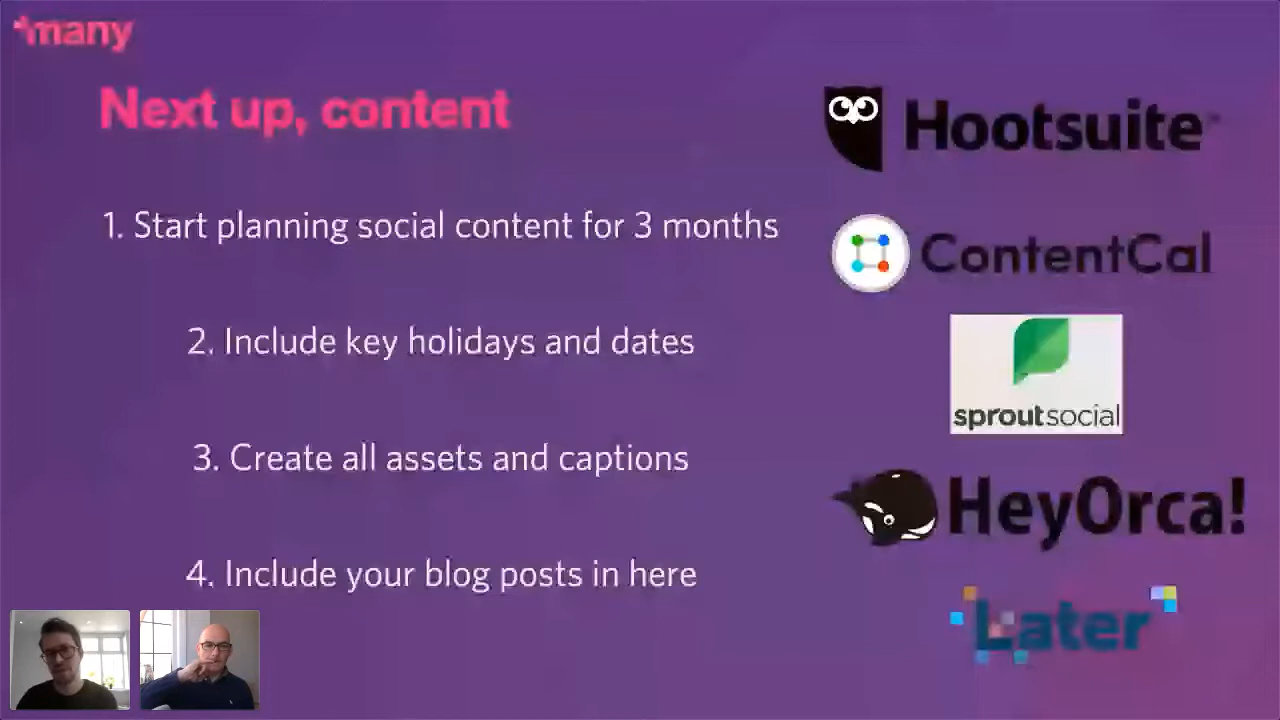 many
Next up, content
1. Start planning social content for 3 months
2. Include key holidays and dates
3. Create all assets and captions
4. Include your blog posts in here
Hootsuite
ContentCal
sproutsocial
HeyOrca!
Later